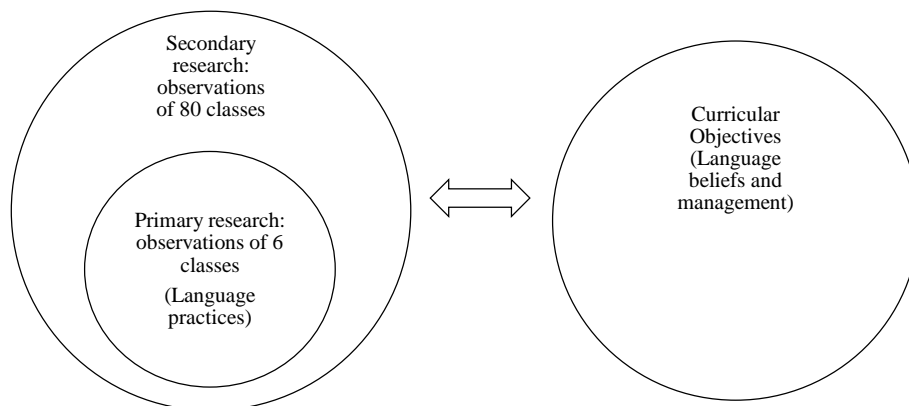 Secondary
research:
observations
of 80 classes
Primary research:
observations of 6
classes
(Language
practices)
Curricular
Objectives
(Language
beliefs and
management)